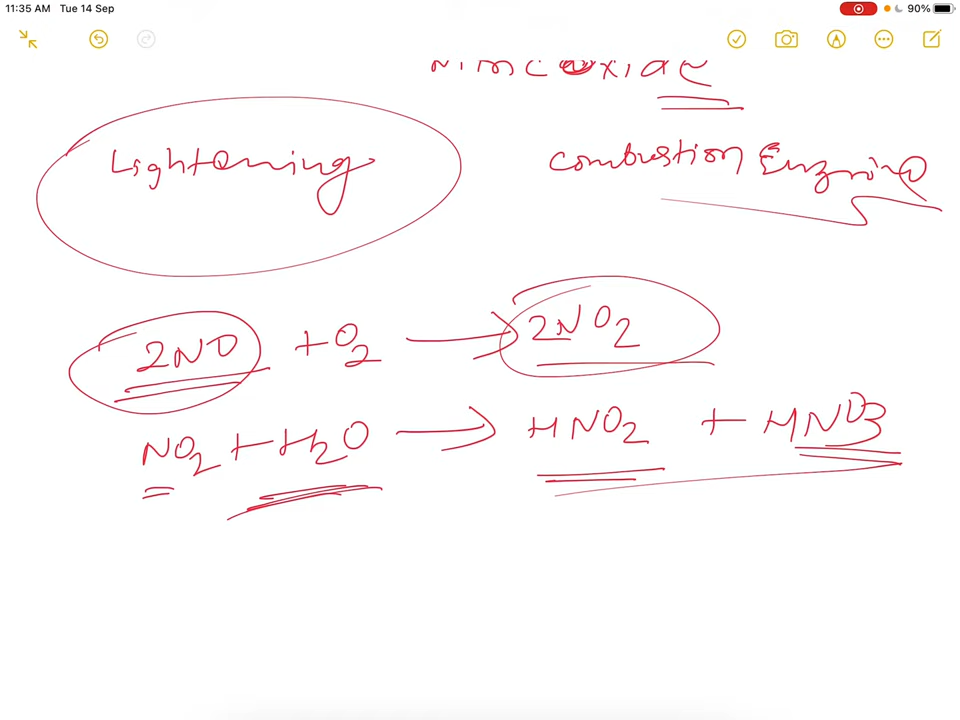 11:35 AM Tue 14 Sep 90%
Lightening
Combustion Engine
2NO + O2 → 2NO2
NO2 + H2O → HNO2 + HNO3